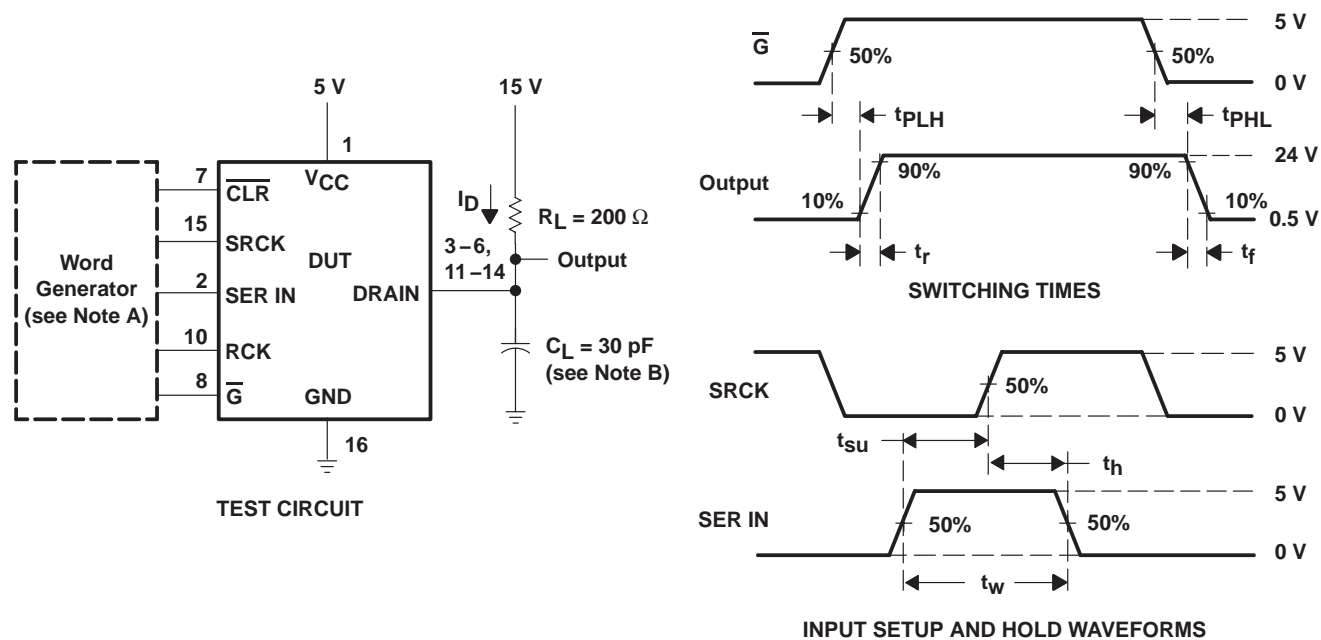 5 V
15 V
1
VCC
7
CLR
15
SRCK
2
SER IN
10
RCK
8
G
DUT
DRAIN
GND
16
Word
Generator
(see Note A)
ID
RL = 200 Ω
3–6,
11–14
Output
CL = 30 pF
(see Note B)
TEST CIRCUIT
G
50%
50%
5 V
0 V
tPLH
tPHL
Output
24 V
90%
90%
10%
10%
0.5 V
tr
tf
SWITCHING TIMES
SRCK
50%
5 V
0 V
tsu
th
SER IN
50%
50%
5 V
0 V
tw
INPUT SETUP AND HOLD WAVEFORMS